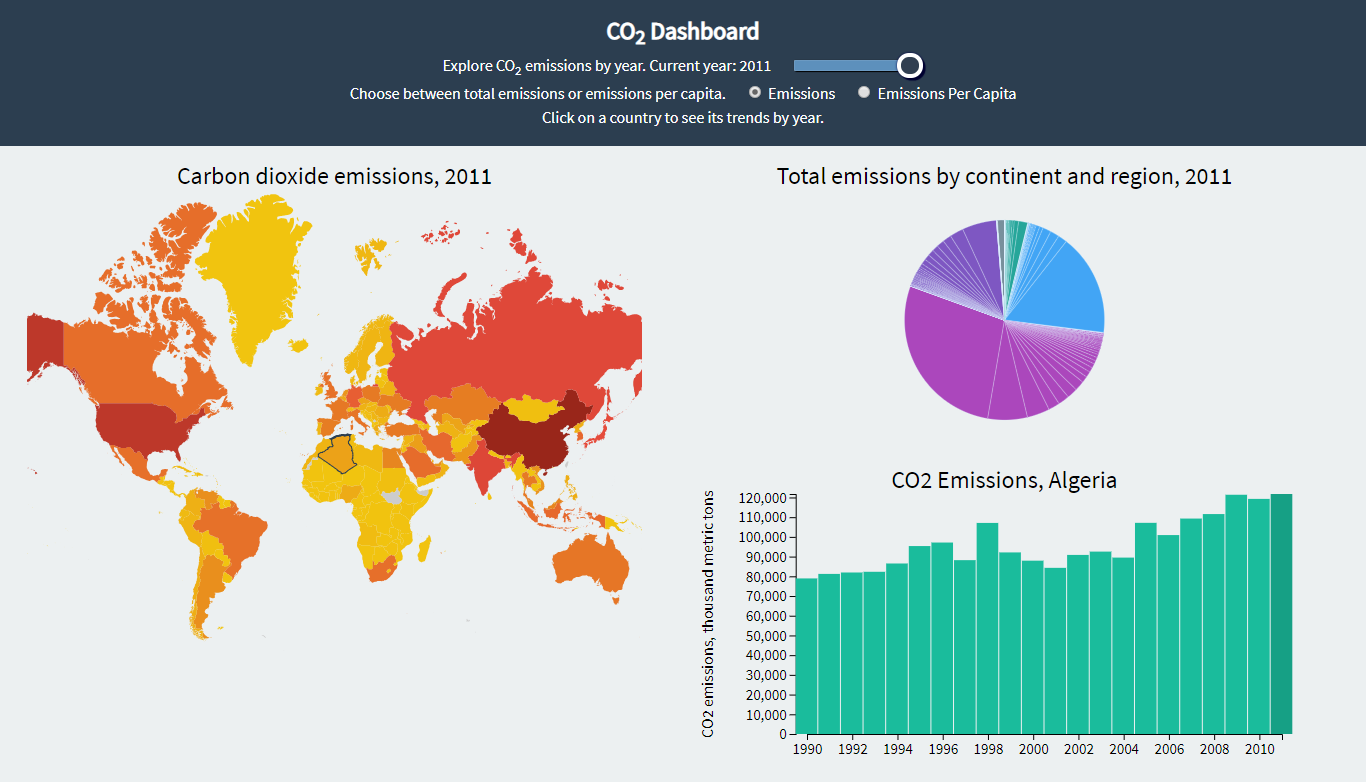 CO2 Dashboard
Explore CO2 emissions by year. Current year: 2011
Choose between total emissions or emissions per capita. Emissions Emissions Per Capita
Click on a country to see its trends by year.
Carbon dioxide emissions, 2011
Total emissions by continent and region, 2011
CO2 Emissions, Algeria
CO2 emissions, thousand metric tons
120,000
110,000
100,000
90,000
80,000
70,000
60,000
50,000
40,000
30,000
20,000
10,000
0
1990 1992 1994 1996 1998 2000 2002 2004 2006 2008 2010